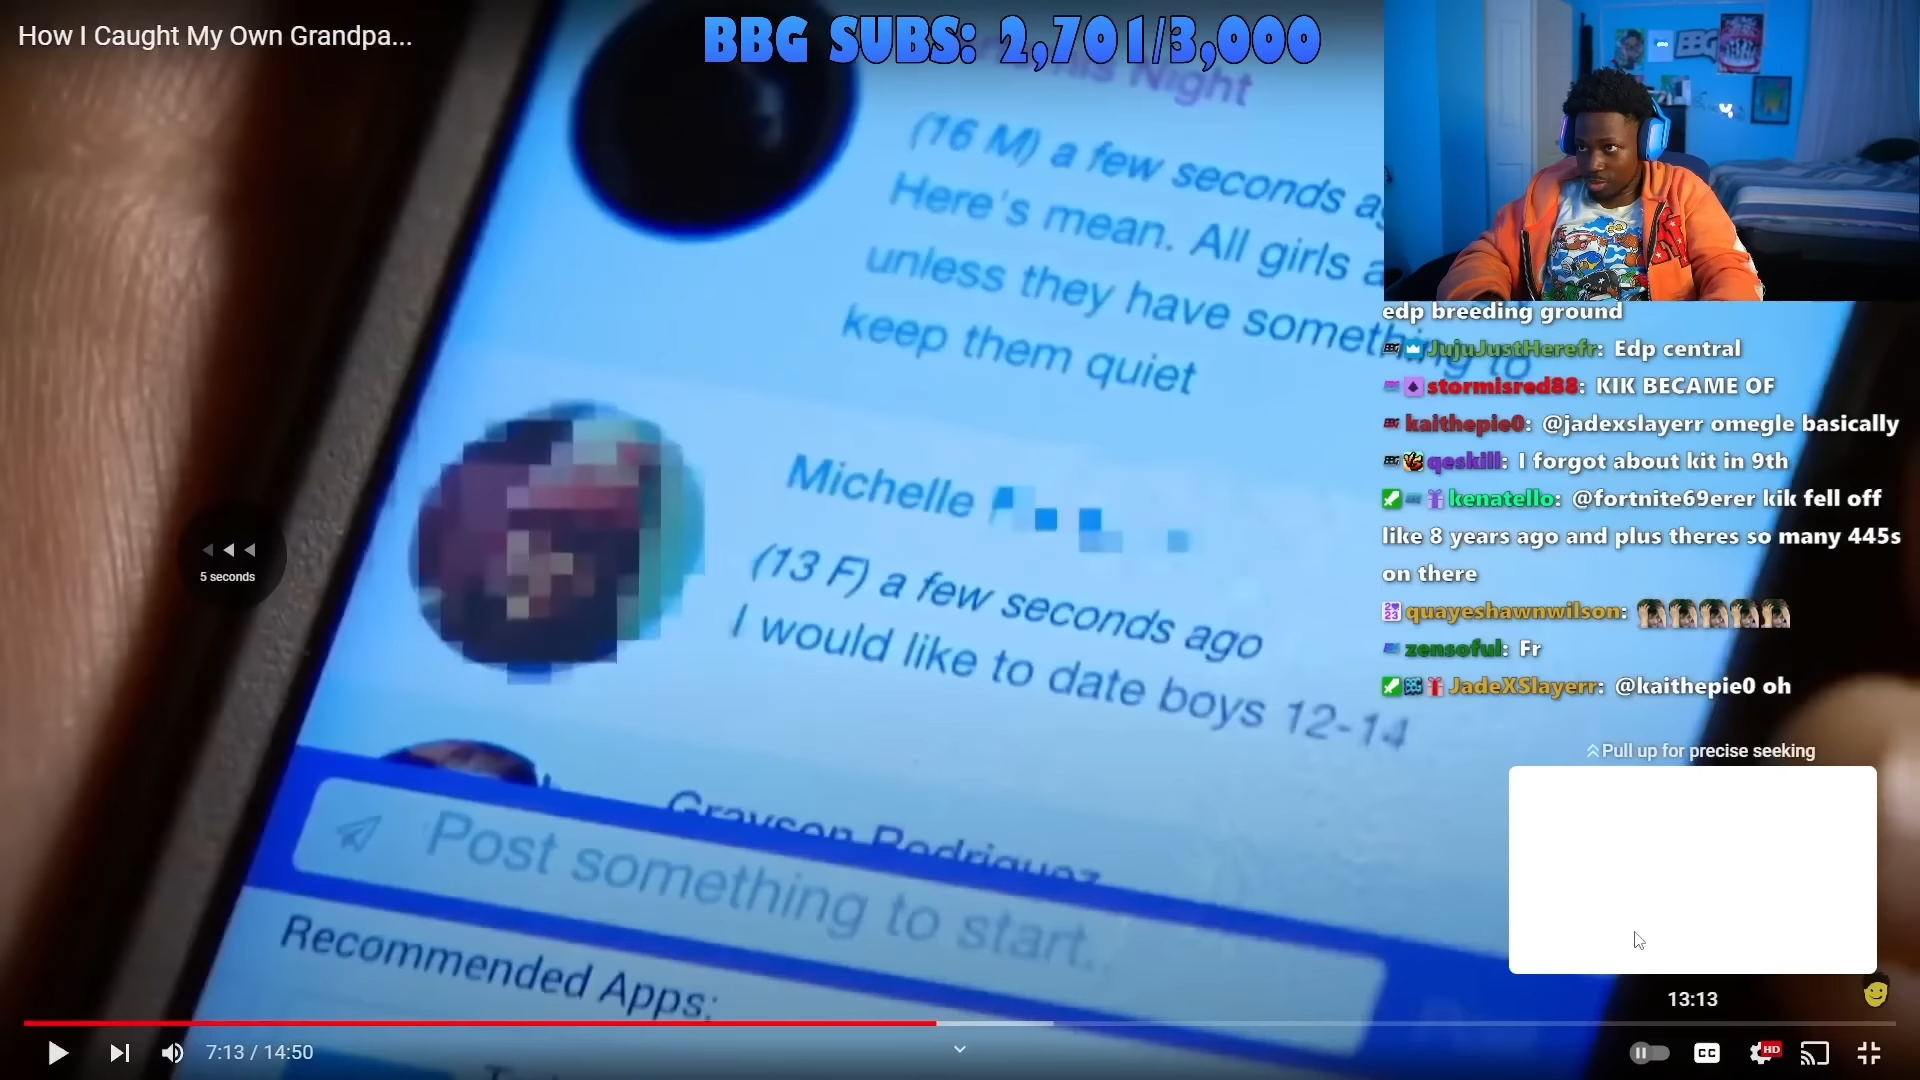 How I Caught My Own Grandpa...
BBG SUBS: 2,701/3,000
Night
(16 M) a few seconds
Here's mean. All girls
unless they have something to
keep them quiet
Michelle
(13 F) a few seconds ago
I would like to date boys 12-14
Grayson Rodriguez
Post something to start..
Recommended Apps:
5 seconds
BBG
edp breeding ground
JujuJustHerefr: Edp central
stormisred88: KIK BECAME OF
kaithepie0: @jadexslayerr omegle basically
qeskill: I forgot about kit in 9th
kenatello: @fortnite69erer kik fell off
like 8 years ago and plus theres so many 445s
on there
quayeshawnwilson:
zensoful: Fr
JadeXSlayerr: @kaithepie0 oh
Pull up for precise seeking
13:13
7:13 / 14:50
CC
HD